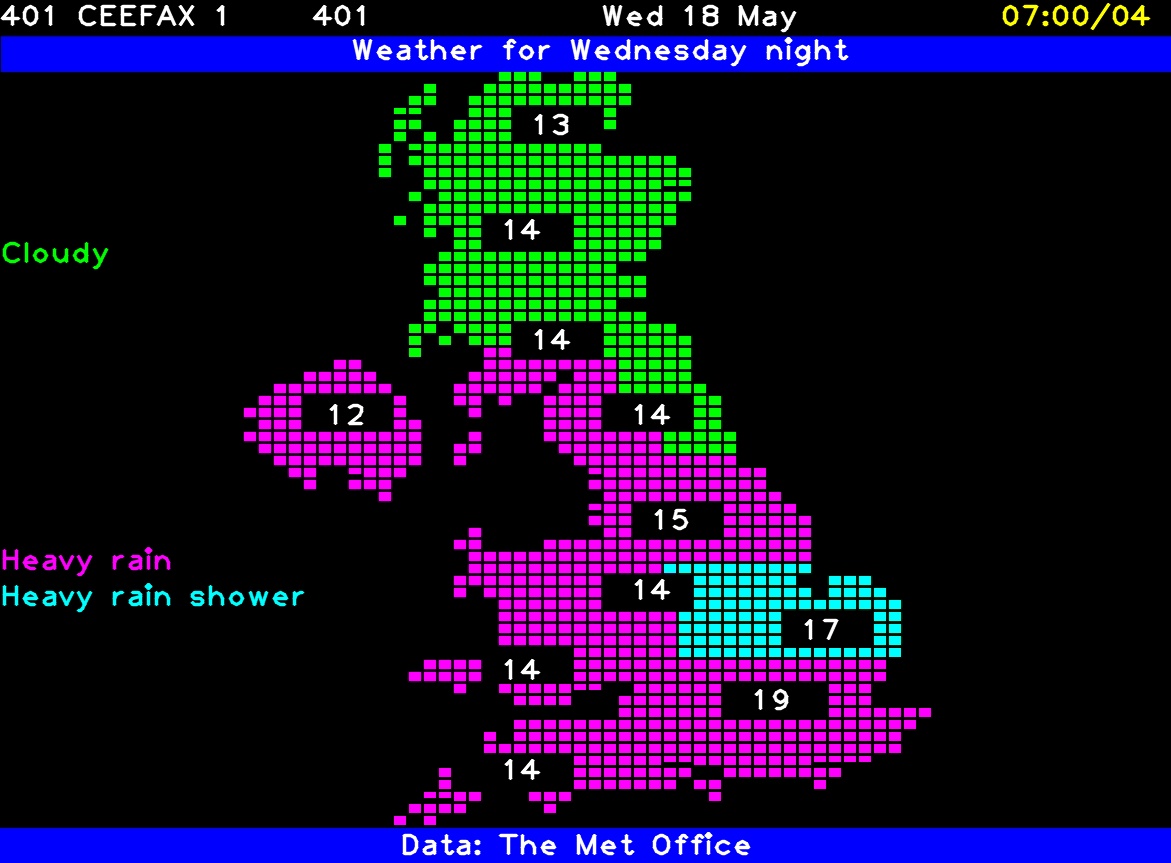 401 CEEFAX 1 401 Wed 18 May 07:00/04
Weather for Wednesday night
13
14
Cloudy
14
12 14
15
Heavy rain
Heavy rain shower 14
17
14
19
14
Data: The Met Office